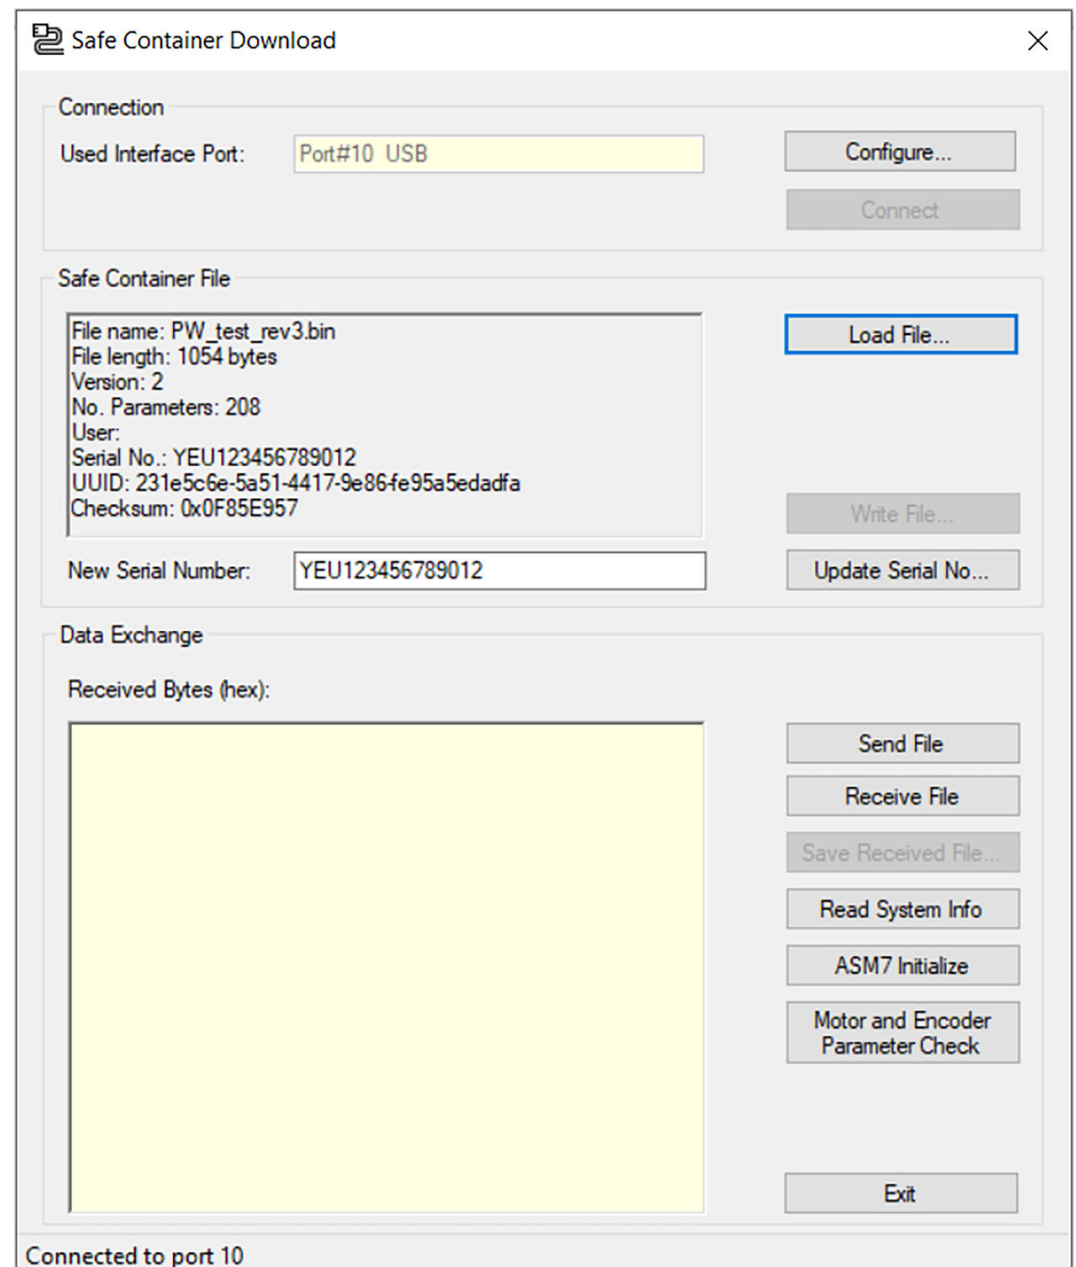 Safe Container Download
Connection
Used Interface Port:
Port#10 USB
Configure...
Connect
Safe Container File
File name: PW_test_rev3.bin
File length: 1054 bytes
Version: 2
No. Parameters: 208
User:
Serial No.: YEU123456789012
UUID: 231e5c6e-5a51-4417-9e86-fe95a5edadfa
Checksum: 0x0F85E957
Load File...
Write File...
New Serial Number:
YEU123456789012
Update Serial No...
Data Exchange
Received Bytes (hex):
Send File
Receive File
Save Received File...
Read System Info
ASM7 Initialize
Motor and Encoder
Parameter Check
Exit
Connected to port 10